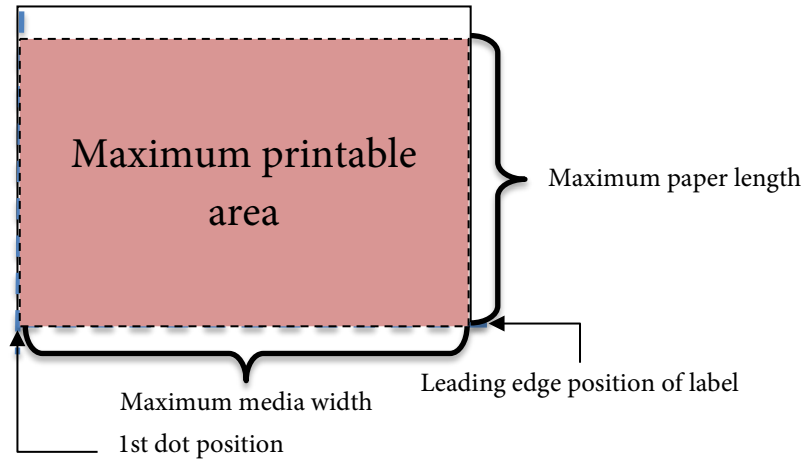 Maximum printable
area
Maximum paper length
Leading edge position of label
Maximum media width
1st dot position